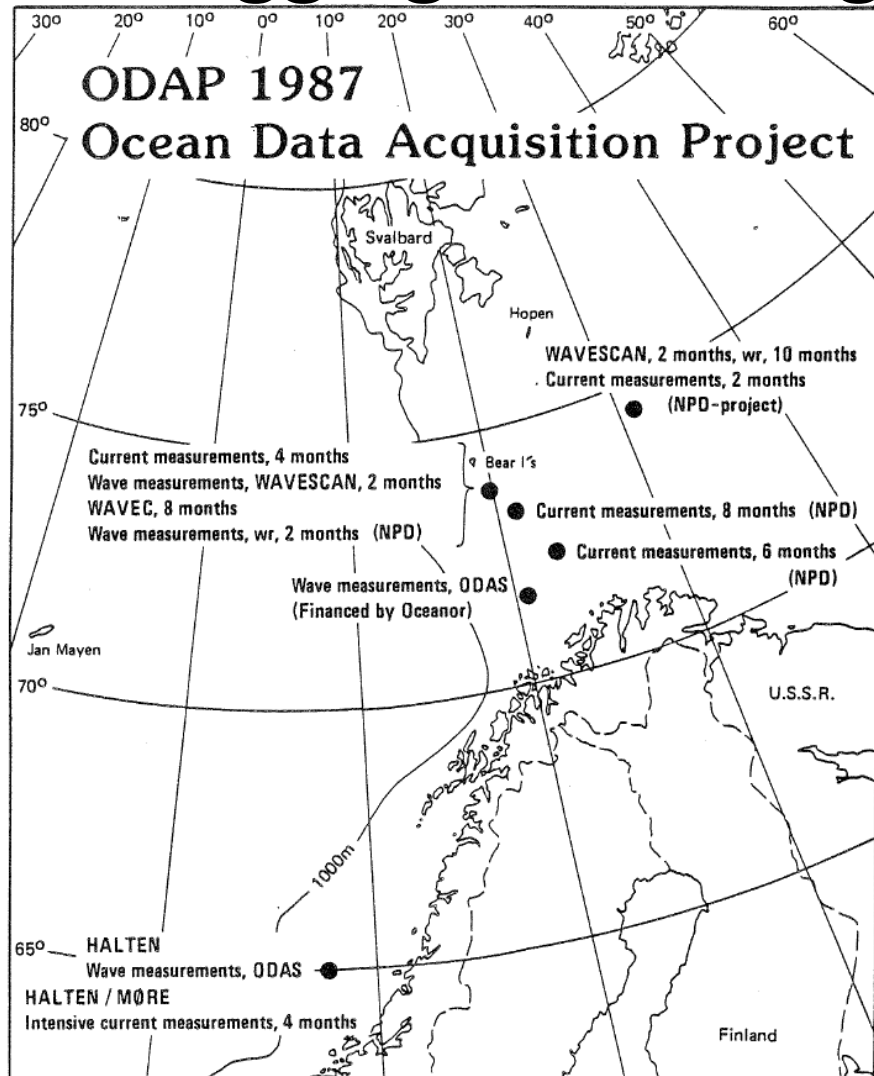 30° 20° 10° 0° 10° 20° 30° 40° 50° 60°
ODAP 1987
80°
Ocean Data Acquisition Project
Svalbard
Hopen
WAVESCAN, 2 months, wr, 10 months
Current measurements, 2 months
(NPD-project)
75°
Current measurements, 4 months
Wave measurements, WAVESCAN, 2 months
WAVEC, 8 months
Wave measurements, wr, 2 months (NPD)
Bear I's
Current measurements, 8 months (NPD)
Current measurements, 6 months
(NPD)
Wave measurements, ODAS
(Financed by Oceanor)
Jan Mayen
70°
U.S.S.R.
1000m
65°
HALTEN
Wave measurements, ODAS
HALTEN / MØRE
Intensive current measurements, 4 months
Finland